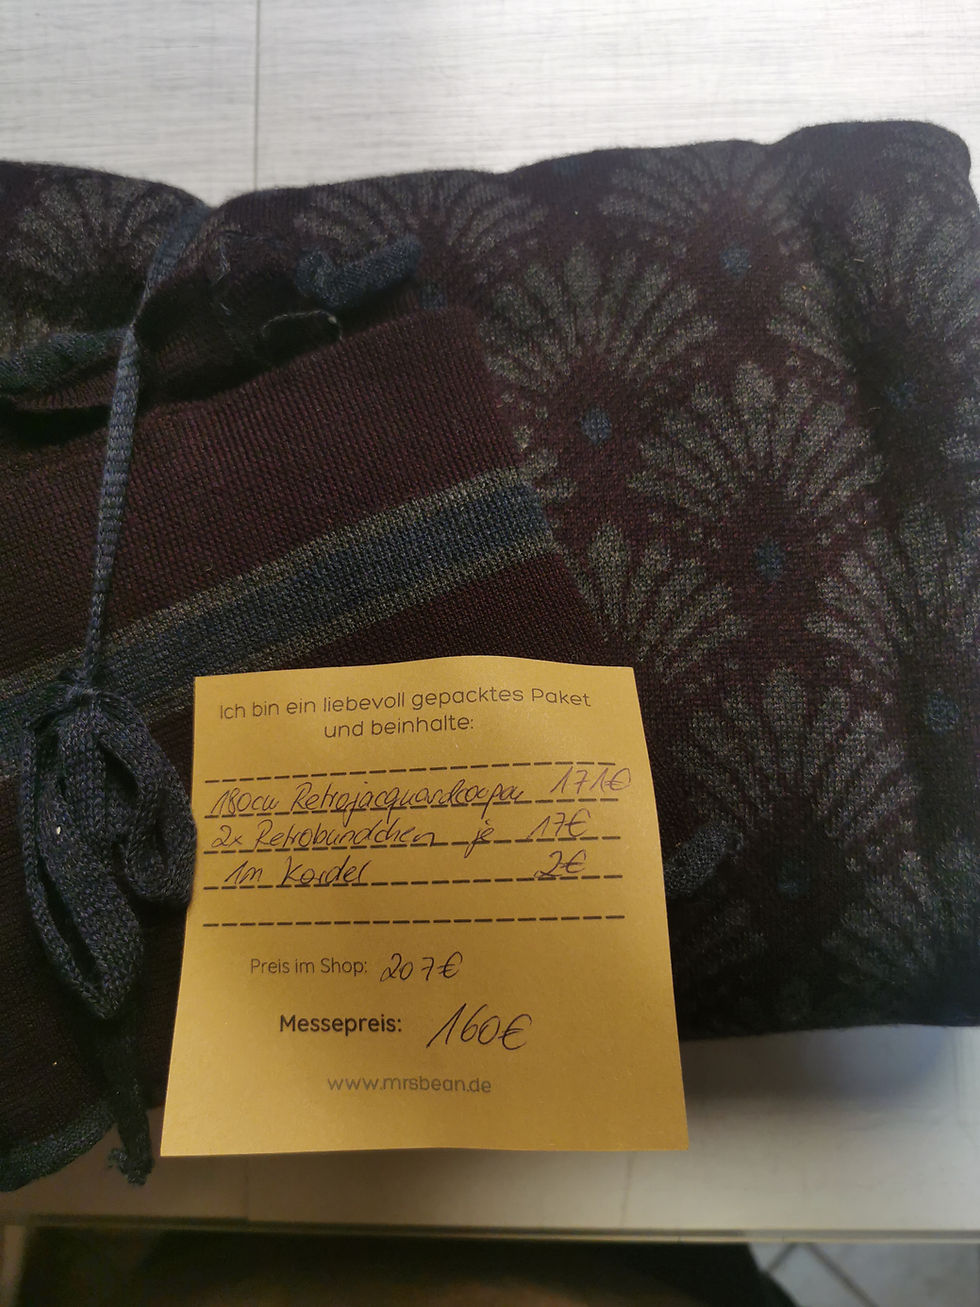 Ich bin ein liebevoll gepacktes Paket
und beinhalte:
180cm Retrojacquardcoupon 171€
2x Retrobündchen je 17€
1m Kordel 2€
Preis im Shop: 207€
Messepreis: 160€
www.mrsbean.de